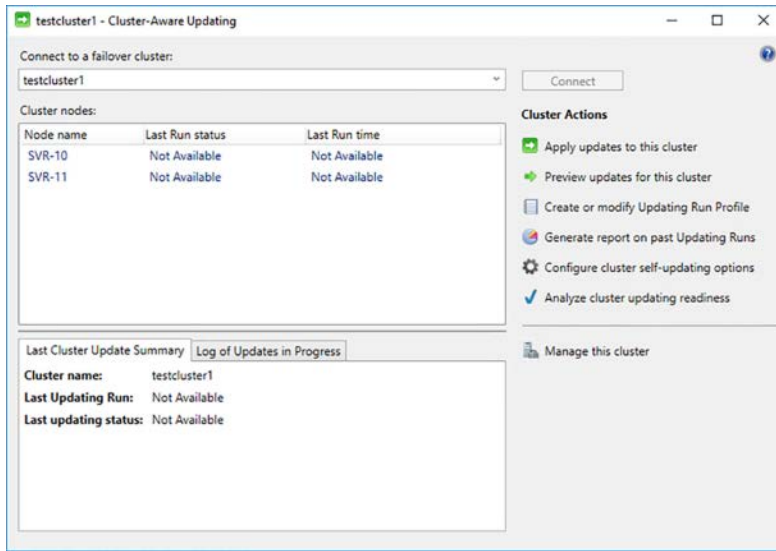 testcluster1 - Cluster-Aware Updating
Connect to a failover cluster:
testcluster1
Connect
Cluster nodes:
Node name Last Run status Last Run time
SVR-10 Not Available Not Available
SVR-11 Not Available Not Available
Cluster Actions
Apply updates to this cluster
Preview updates for this cluster
Create or modify Updating Run Profile
Generate report on past Updating Runs
Configure cluster self-updating options
Analyze cluster updating readiness
Manage this cluster
Last Cluster Update Summary Log of Updates in Progress
Cluster name: testcluster1
Last Updating Run: Not Available
Last updating status: Not Available